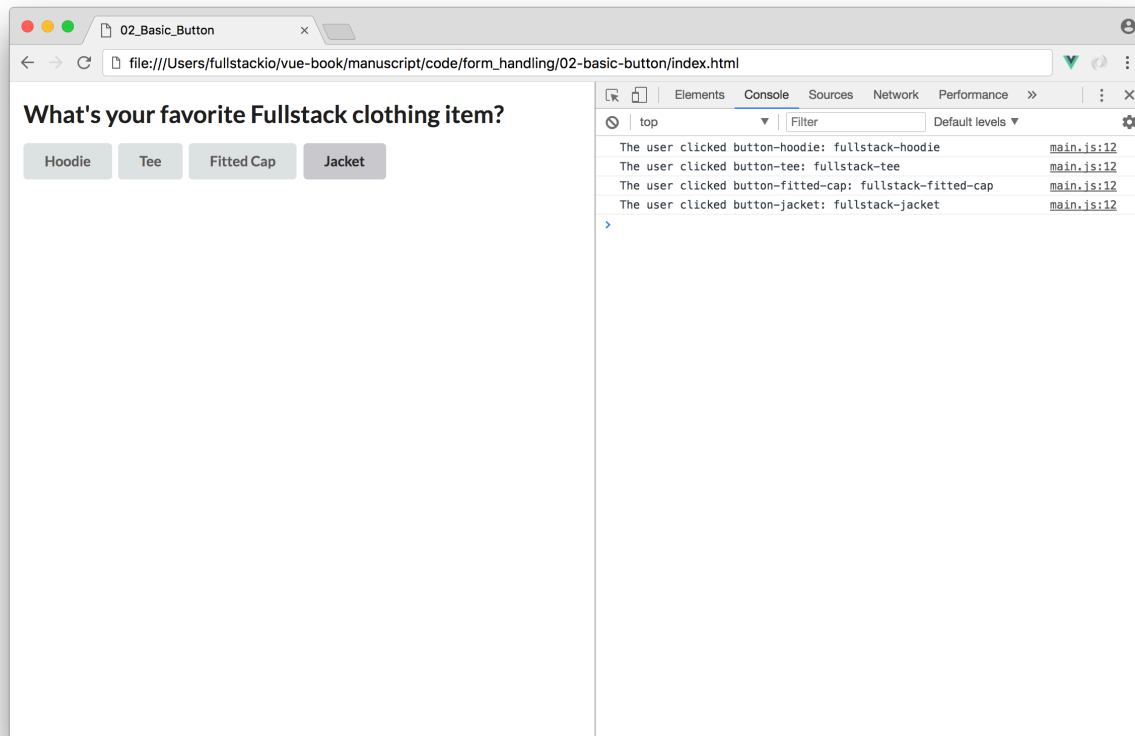 02_Basic_Button
file:///Users/fullstackio/vue-book/manuscript/code/form_handling/02-basic-button/index.html
What's your favorite Fullstack clothing item?
Hoodie Tee Fitted Cap Jacket
Elements Console Sources Network Performance »
top Filter Default levels
The user clicked button-hoodie: fullstack-hoodie main.js:12
The user clicked button-tee: fullstack-tee main.js:12
The user clicked button-fitted-cap: fullstack-fitted-cap main.js:12
The user clicked button-jacket: fullstack-jacket main.js:12